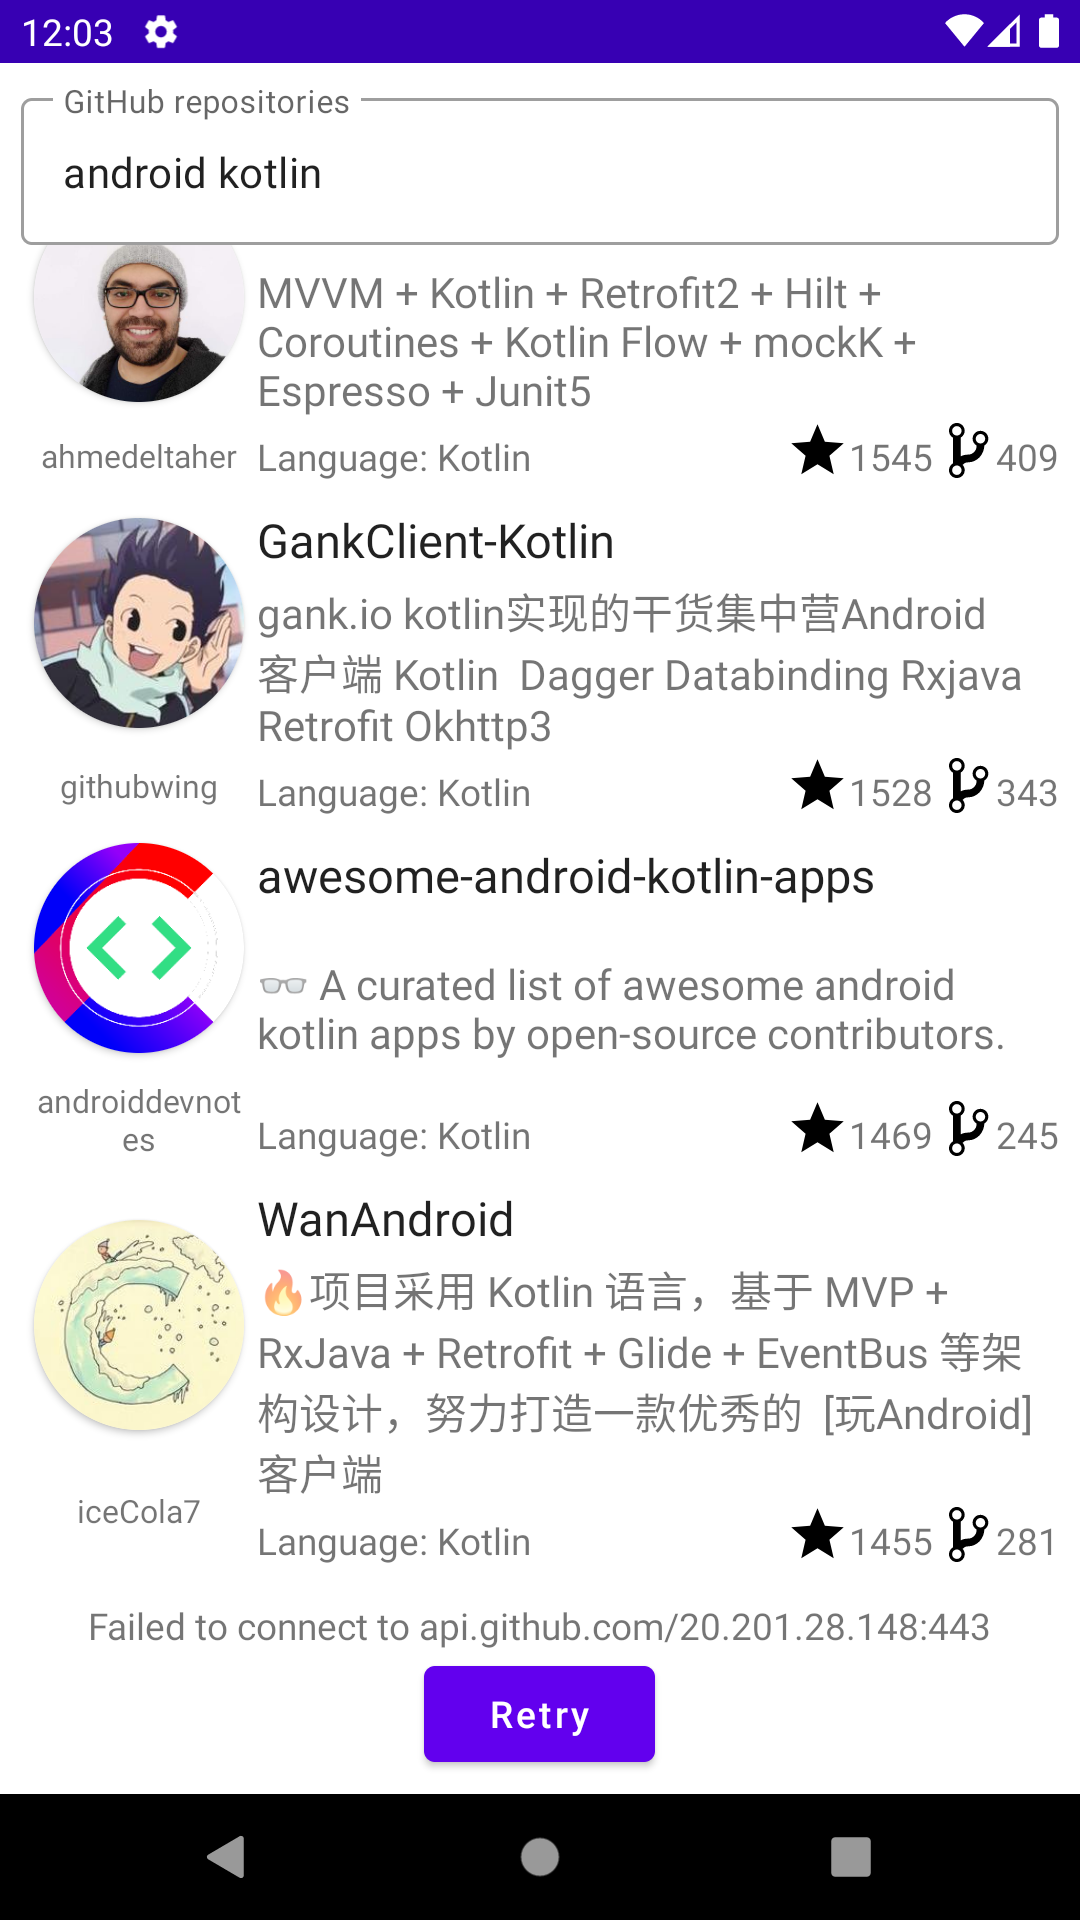 12:03
GitHub repositories
android kotlin
MVVM + Kotlin + Retrofit2 + Hilt +
Coroutines + Kotlin Flow + mockK +
Espresso + Junit5
ahmedeltaher
Language: Kotlin
1545
409
GankClient-Kotlin
gank.io kotlin实现的干货集中营Android
客户端 Kotlin  Dagger Databinding Rxjava
Retrofit Okhttp3
githubwing
Language: Kotlin
1528
343
awesome-android-kotlin-apps
👓 A curated list of awesome android
kotlin apps by open-source contributors.
androiddevnot
es
Language: Kotlin
1469
245
WanAndroid
🔥项目采用 Kotlin 语言，基于 MVP +
RxJava + Retrofit + Glide + EventBus 等架
构设计，努力打造一款优秀的  [玩Android]
客户端
iceCola7
Language: Kotlin
1455
281
Failed to connect to api.github.com/20.201.28.148:443
Retry